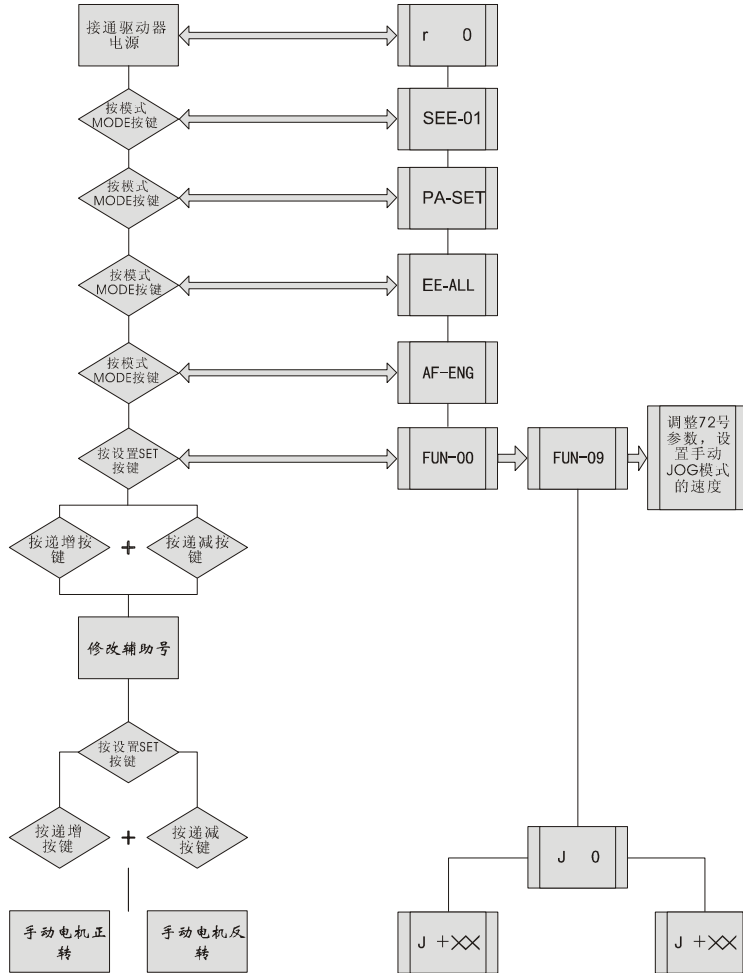 接通驱动器
电源
r 0
按模式
MODE按键
SEE-01
按模式
MODE按键
PA-SET
按模式
MODE按键
EE-ALL
按模式
MODE按键
AF-ENG
按设置SET
按键
FUN-00
FUN-09
调整72号
参数，设
置手动
JOG模式
的速度
按递增按
键
+
按递减按
键
修改辅助号
按设置SET
按键
按递增
按键
+
按递减
按键
J 0
手动电机正
转
手动电机反
转
J +XX
J +XX